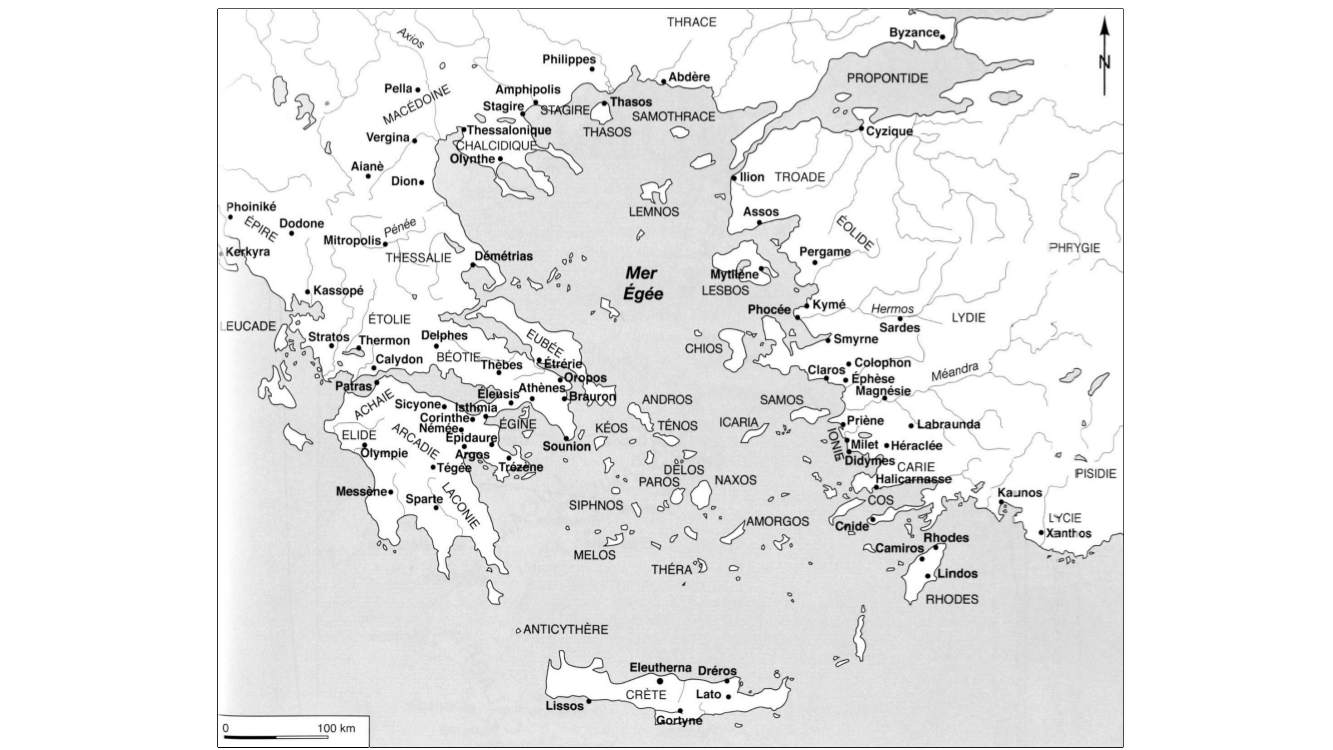 THRACE
Axios
Byzance
N
Philippes
Abdère
PROPONTIDE
Pella
MACÉDOINE
Amphipolis
Stagire
STAGIRE
Thasos
THASOS
SAMOTHRACE
Vergina
Thessalonique
CHALCIDIQUE
Olynthe
Cyzique
Aianè
Dion
Ilion
TROADE
LEMNOS
Assos
Phoiniké
ÉPIRE
Dodone
Pénée
Mitropolis
ÉOLIDE
Kerkyra
THESSALIE
Démétrias
Mer
Égée
Pergame
PHRYGIE
Mytilène
LESBOS
Kassopé
Phocée
Kymé
Hermos
Sardes
LYDIE
LEUCADE
ÉTOLIE
Stratos
Thermon
Delphes
EUBÉE
Smyrne
CHIOS
Calydon
BÉOTIE
Thèbes
Étrérie
Colophon
Claros
Éphèse
Méandra
Patras
Oropos
Magnésie
ACHAIE
Éleusis
Athènes
Brauron
ANDROS
SAMOS
Sicyone
Isthmia
Corinthe
ÉGINE
KÉOS
TÉNOS
ICARIA
Priène
Labraunda
Némée
ELIDE
ARCADIE
Épidaure
Sounion
IONIE
Milet
Héraclée
Olympie
Argos
Didymes
Tégée
Trézène
DÉLOS
CARIE
PISIDIE
PAROS
NAXOS
Halicarnasse
Messène
Sparte
LACONIE
SIPHNOS
COS
Kaunos
AMORGOS
Cnide
LYCIE
Xanthos
MELOS
Rhodes
Camiros
THÉRA
Lindos
RHODES
ANTICYTHÈRE
Eleutherna
Dréros
CRÈTE
Lato
Lissos
Gortyne
0 100 km